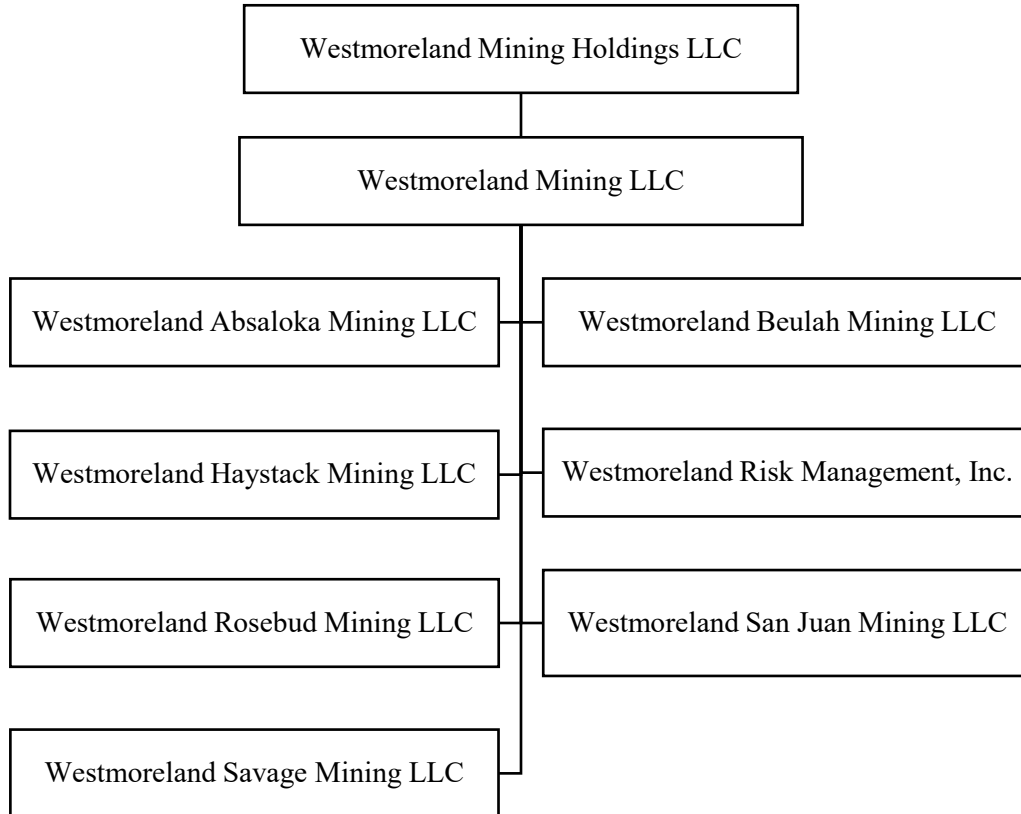 Westmoreland Mining Holdings LLC
Westmoreland Mining LLC
Westmoreland Absaloka Mining LLC
Westmoreland Beulah Mining LLC
Westmoreland Haystack Mining LLC
Westmoreland Risk Management, Inc.
Westmoreland Rosebud Mining LLC
Westmoreland San Juan Mining LLC
Westmoreland Savage Mining LLC